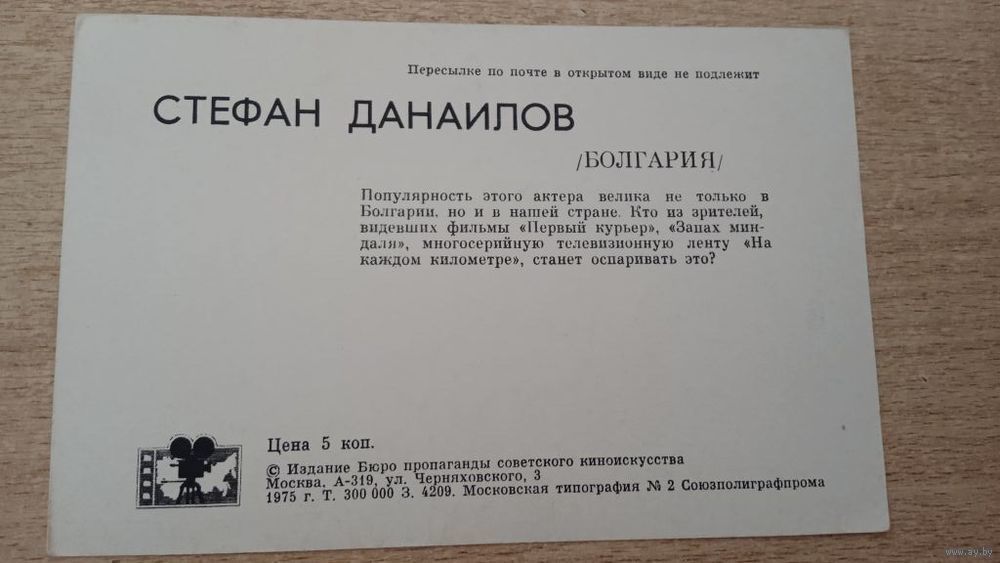 Пересылке по почте в открытом виде не подлежит
СТЕФАН ДАНАИЛОВ
/БОЛГАРИЯ/
Популярность этого актера велика не только в
Болгарии, но и в нашей стране. Кто из зрителей,
видевших фильмы «Первый курьер», «Запах мин-
даля», многосерийную телевизионную ленту «На
каждом километре», станет оспаривать это?
Цена 5 коп.
© Издание Бюро пропаганды советского киноискусства
Москва, А-319, ул. Черняховского, 3
1975 г. Т. 300 000 З. 4209. Московская типография № 2 Союзполиграфпрома
www.ay.by